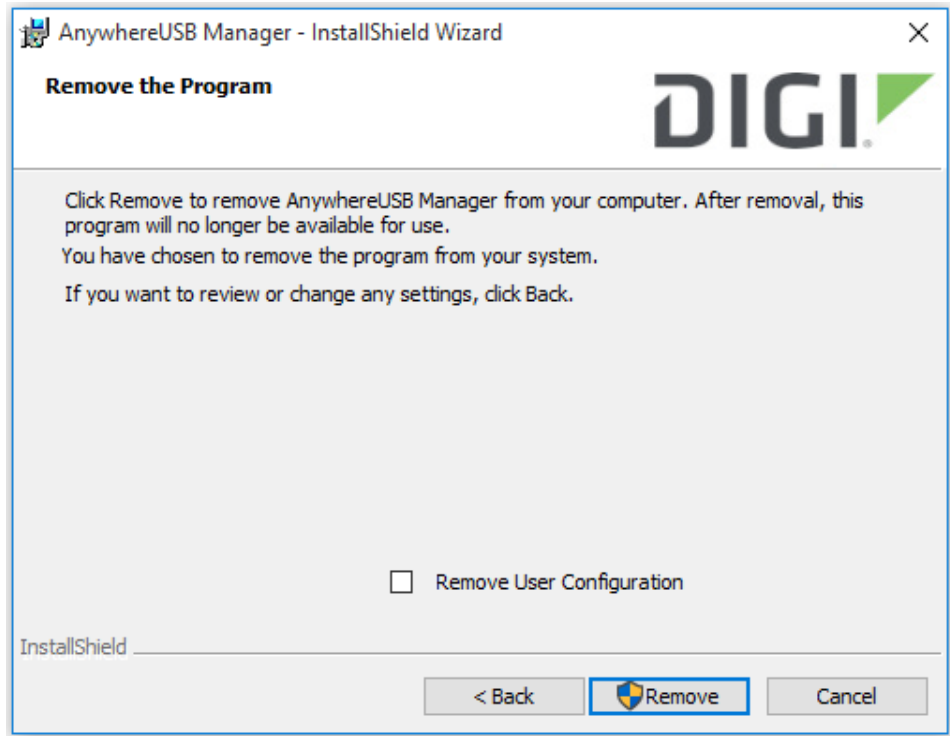 AnywhereUSB Manager - InstallShield Wizard
Remove the Program
DIGI®
Click Remove to remove AnywhereUSB Manager from your computer. After removal, this
program will no longer be available for use.
You have chosen to remove the program from your system.
If you want to review or change any settings, click Back.
Remove User Configuration
InstallShield
< Back
Remove
Cancel